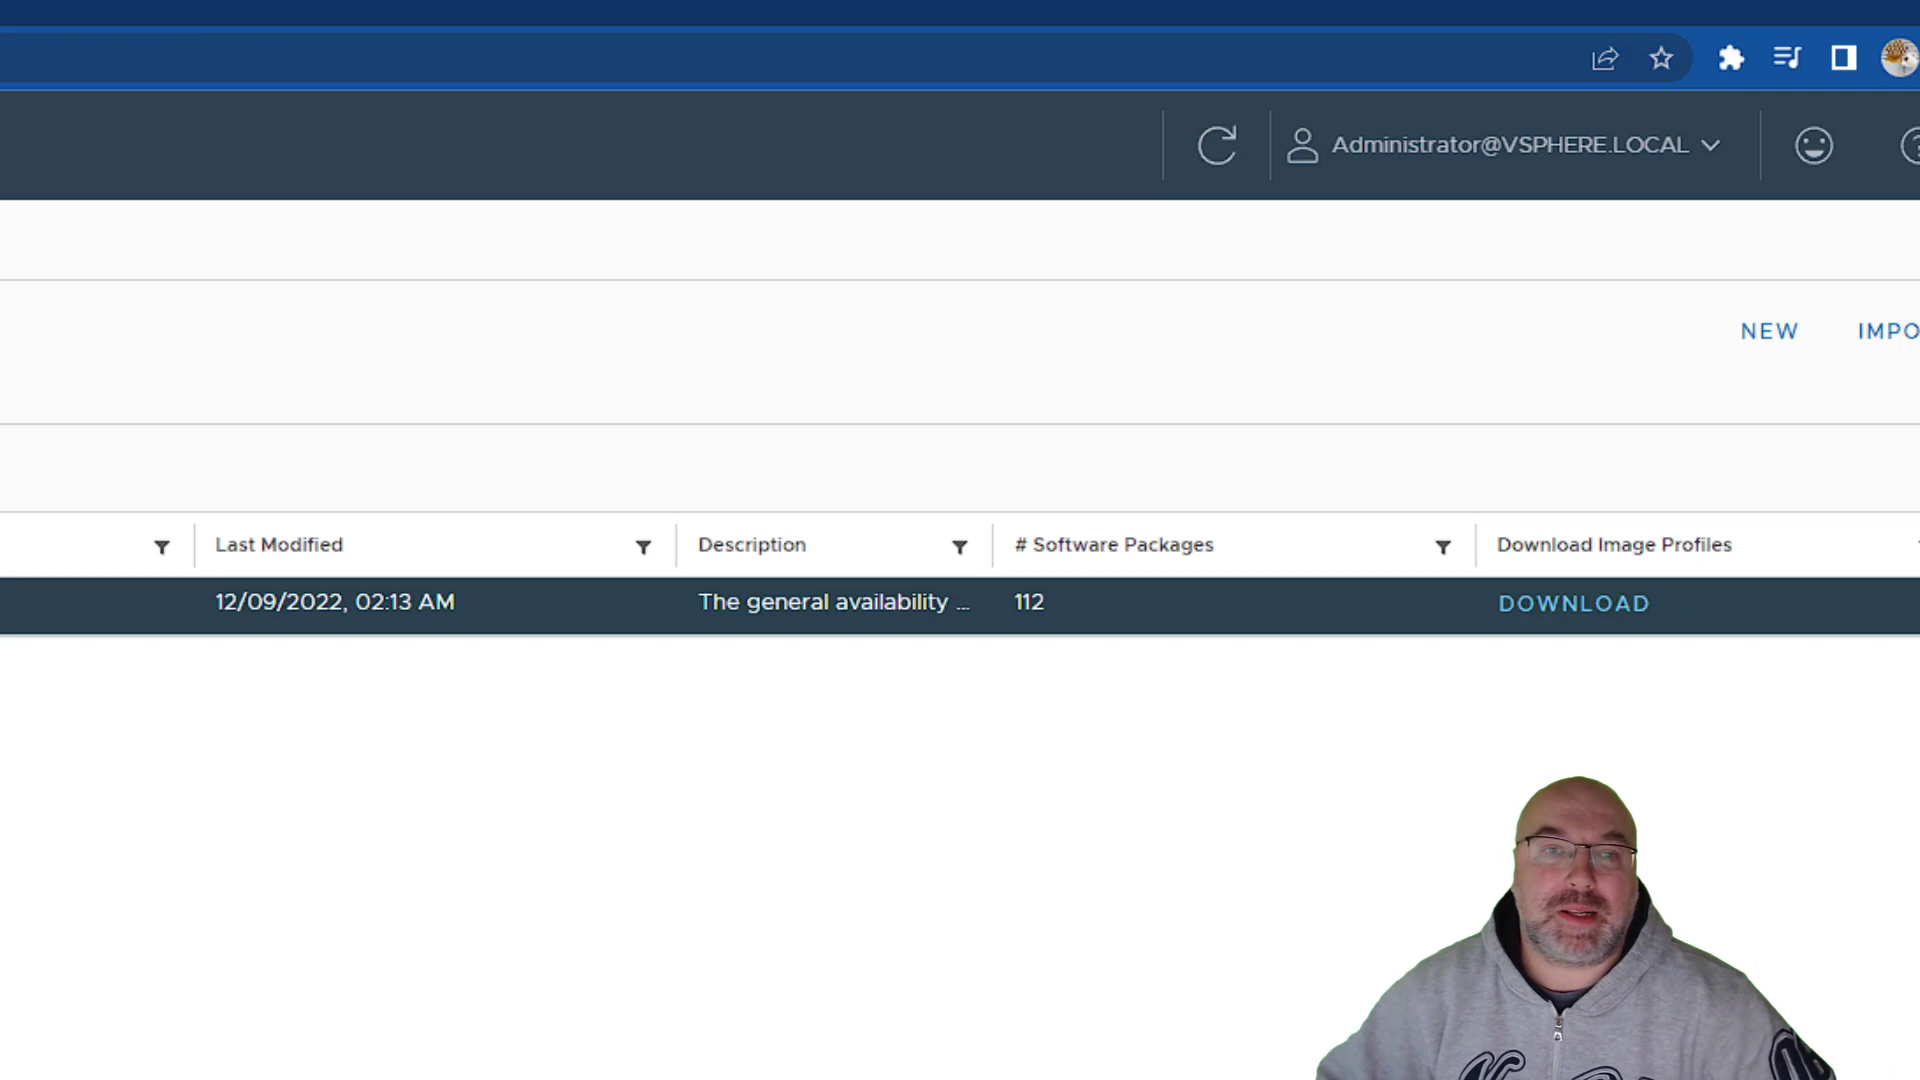 Administrator@VSPHERE.LOCAL
NEW IMPO
Last Modified Description # Software Packages Download Image Profiles
12/09/2022, 02:13 AM The general availability ... 112 DOWNLOAD